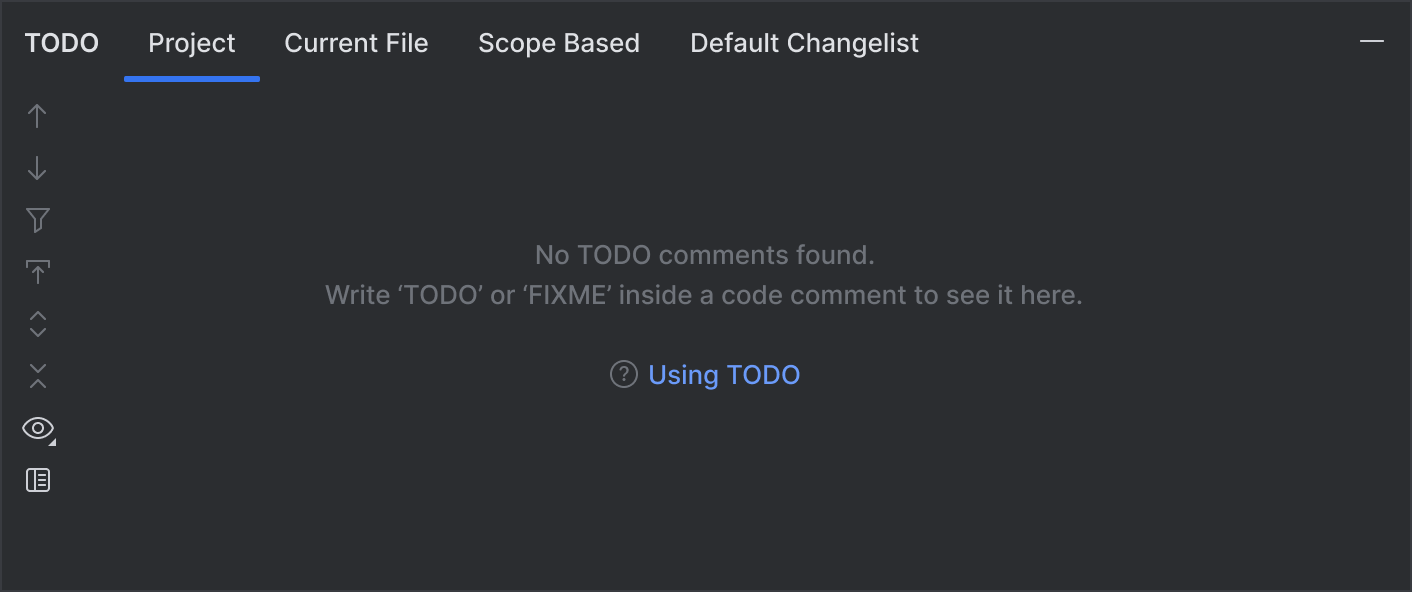 TODO Project Current File Scope Based Default Changelist
No TODO comments found.
Write ‘TODO’ or ‘FIXME’ inside a code comment to see it here.
? Using TODO